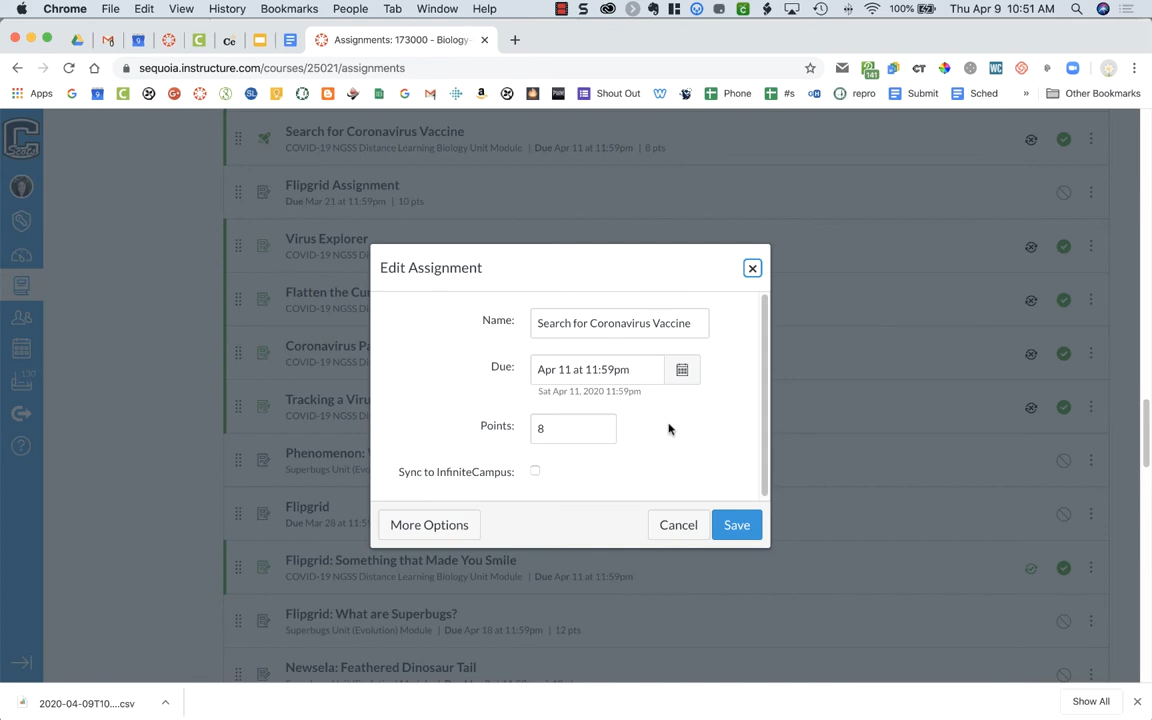 Chrome File Edit View History Bookmarks People Tab Window Help 100% Thu Apr 9 10:51 AM
Assignments: 173000 - Biology
sequoia.instructure.com/courses/25021/assignments
Apps Shout Out Phone #s repro Submit Sched » Other Bookmarks
Search for Coronavirus Vaccine
COVID-19 NGSS Distance Learning Biology Unit Module | Due Apr 11 at 11:59pm | 8 pts
Flipgrid Assignment
Due Mar 21 at 11:59pm | 10 pts
Virus Explorer
COVID-19 NGSS Di
Flatten the Cu
COVID-19 NGSS Di
Coronavirus Pa
COVID-19 NGSS Di
Tracking a Viru
COVID-19 NGSS Di
Phenomenon:
Superbugs Unit (Evolu
Flipgrid
Due Mar 28 at 11:5
Flipgrid: Something that Made You Smile
COVID-19 NGSS Distance Learning Biology Unit Module | Due Apr 11 at 11:59pm
Flipgrid: What are Superbugs?
Superbugs Unit (Evolution) Module | Due Apr 18 at 11:59pm | 12 pts
Newsela: Feathered Dinosaur Tail
Edit Assignment
Name: Search for Coronavirus Vaccine
Due: Apr 11 at 11:59pm
Sat Apr 11, 2020 11:59pm
Points: 8
Sync to InfiniteCampus:
More Options Cancel Save
2020-04-09T10....csv Show All